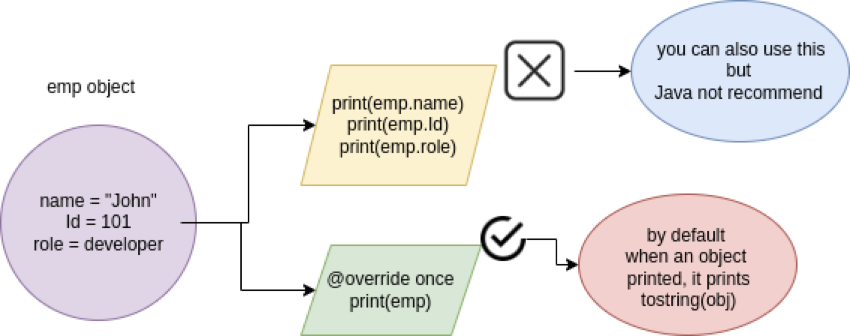 emp object
name = "John"
Id = 101
role = developer
print(emp.name)
print(emp.Id)
print(emp.role)
you can also use this
but
Java not recommend
@override once
print(emp)
by default
when an object
printed, it prints
tostring(obj)